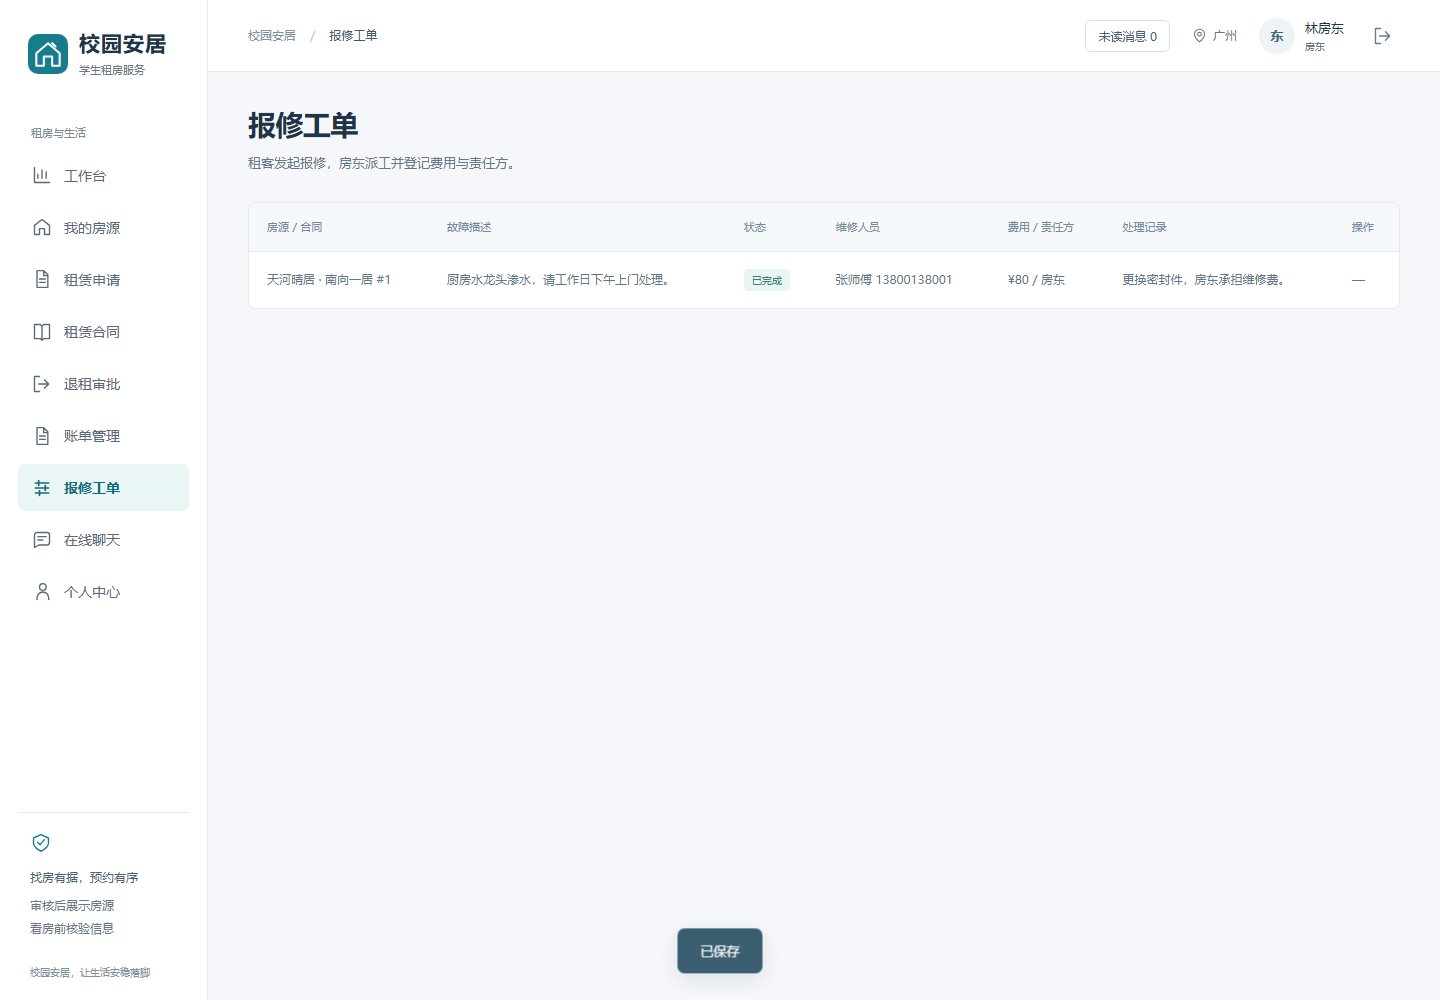 校园安居
学生租房服务
租房与生活
工作台
我的房源
租赁申请
租赁合同
退租审批
账单管理
报修工单
在线聊天
个人中心
找房有据，预约有序
审核后展示房源
看房前核验信息
校园安居，让生活安稳落脚
校园安居 / 报修工单
未读消息 0
广州
东
林房东
房东
报修工单
租客发起报修，房东派工并登记费用与责任方。
房源 / 合同 故障描述 状态 维修人员 费用 / 责任方 处理记录 操作
天河晴居 · 南向一居 #1 厨房水龙头渗水，请工作日下午上门处理。 已完成 张师傅 13800138001 ¥80 / 房东 更换密封件，房东承担维修费。 —
已保存